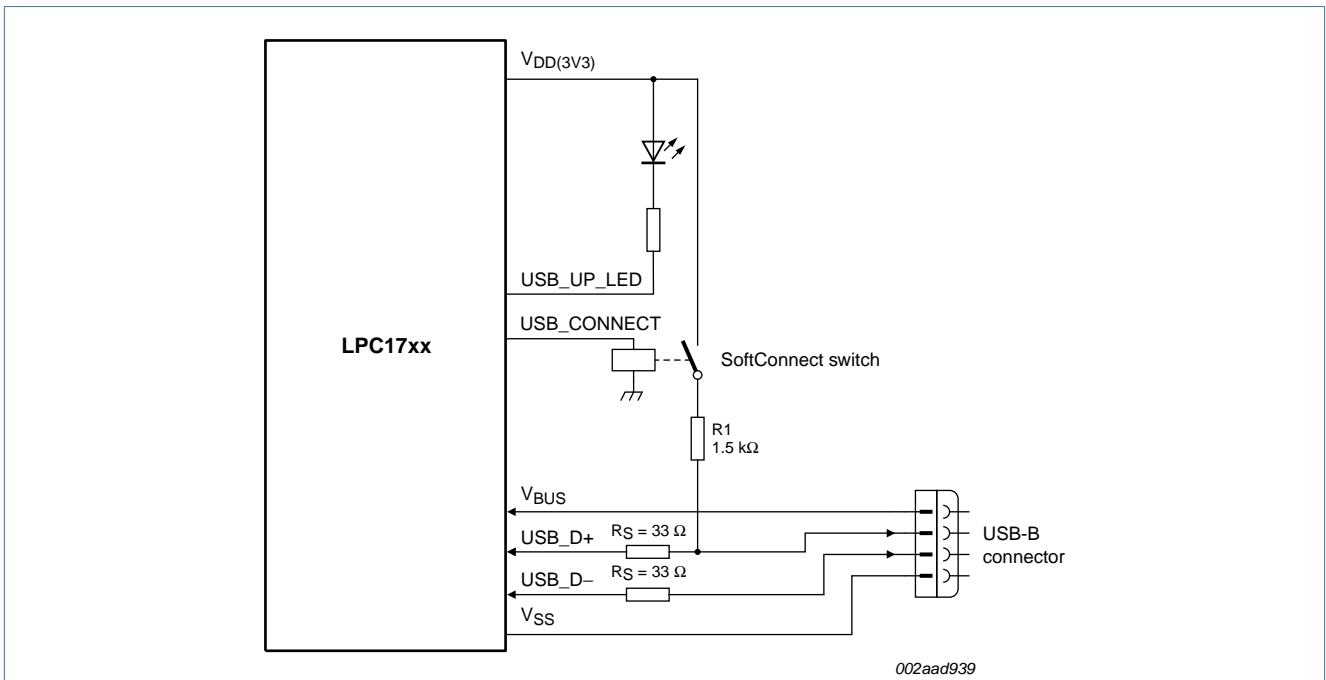 VDD(3V3)
USB_UP_LED
USB_CONNECT
LPC17xx
SoftConnect switch
R1
1.5 kΩ
VBUS
USB_D+
RS = 33 Ω
USB-B
connector
RS = 33 Ω
USB_D−
VSS
002aad939